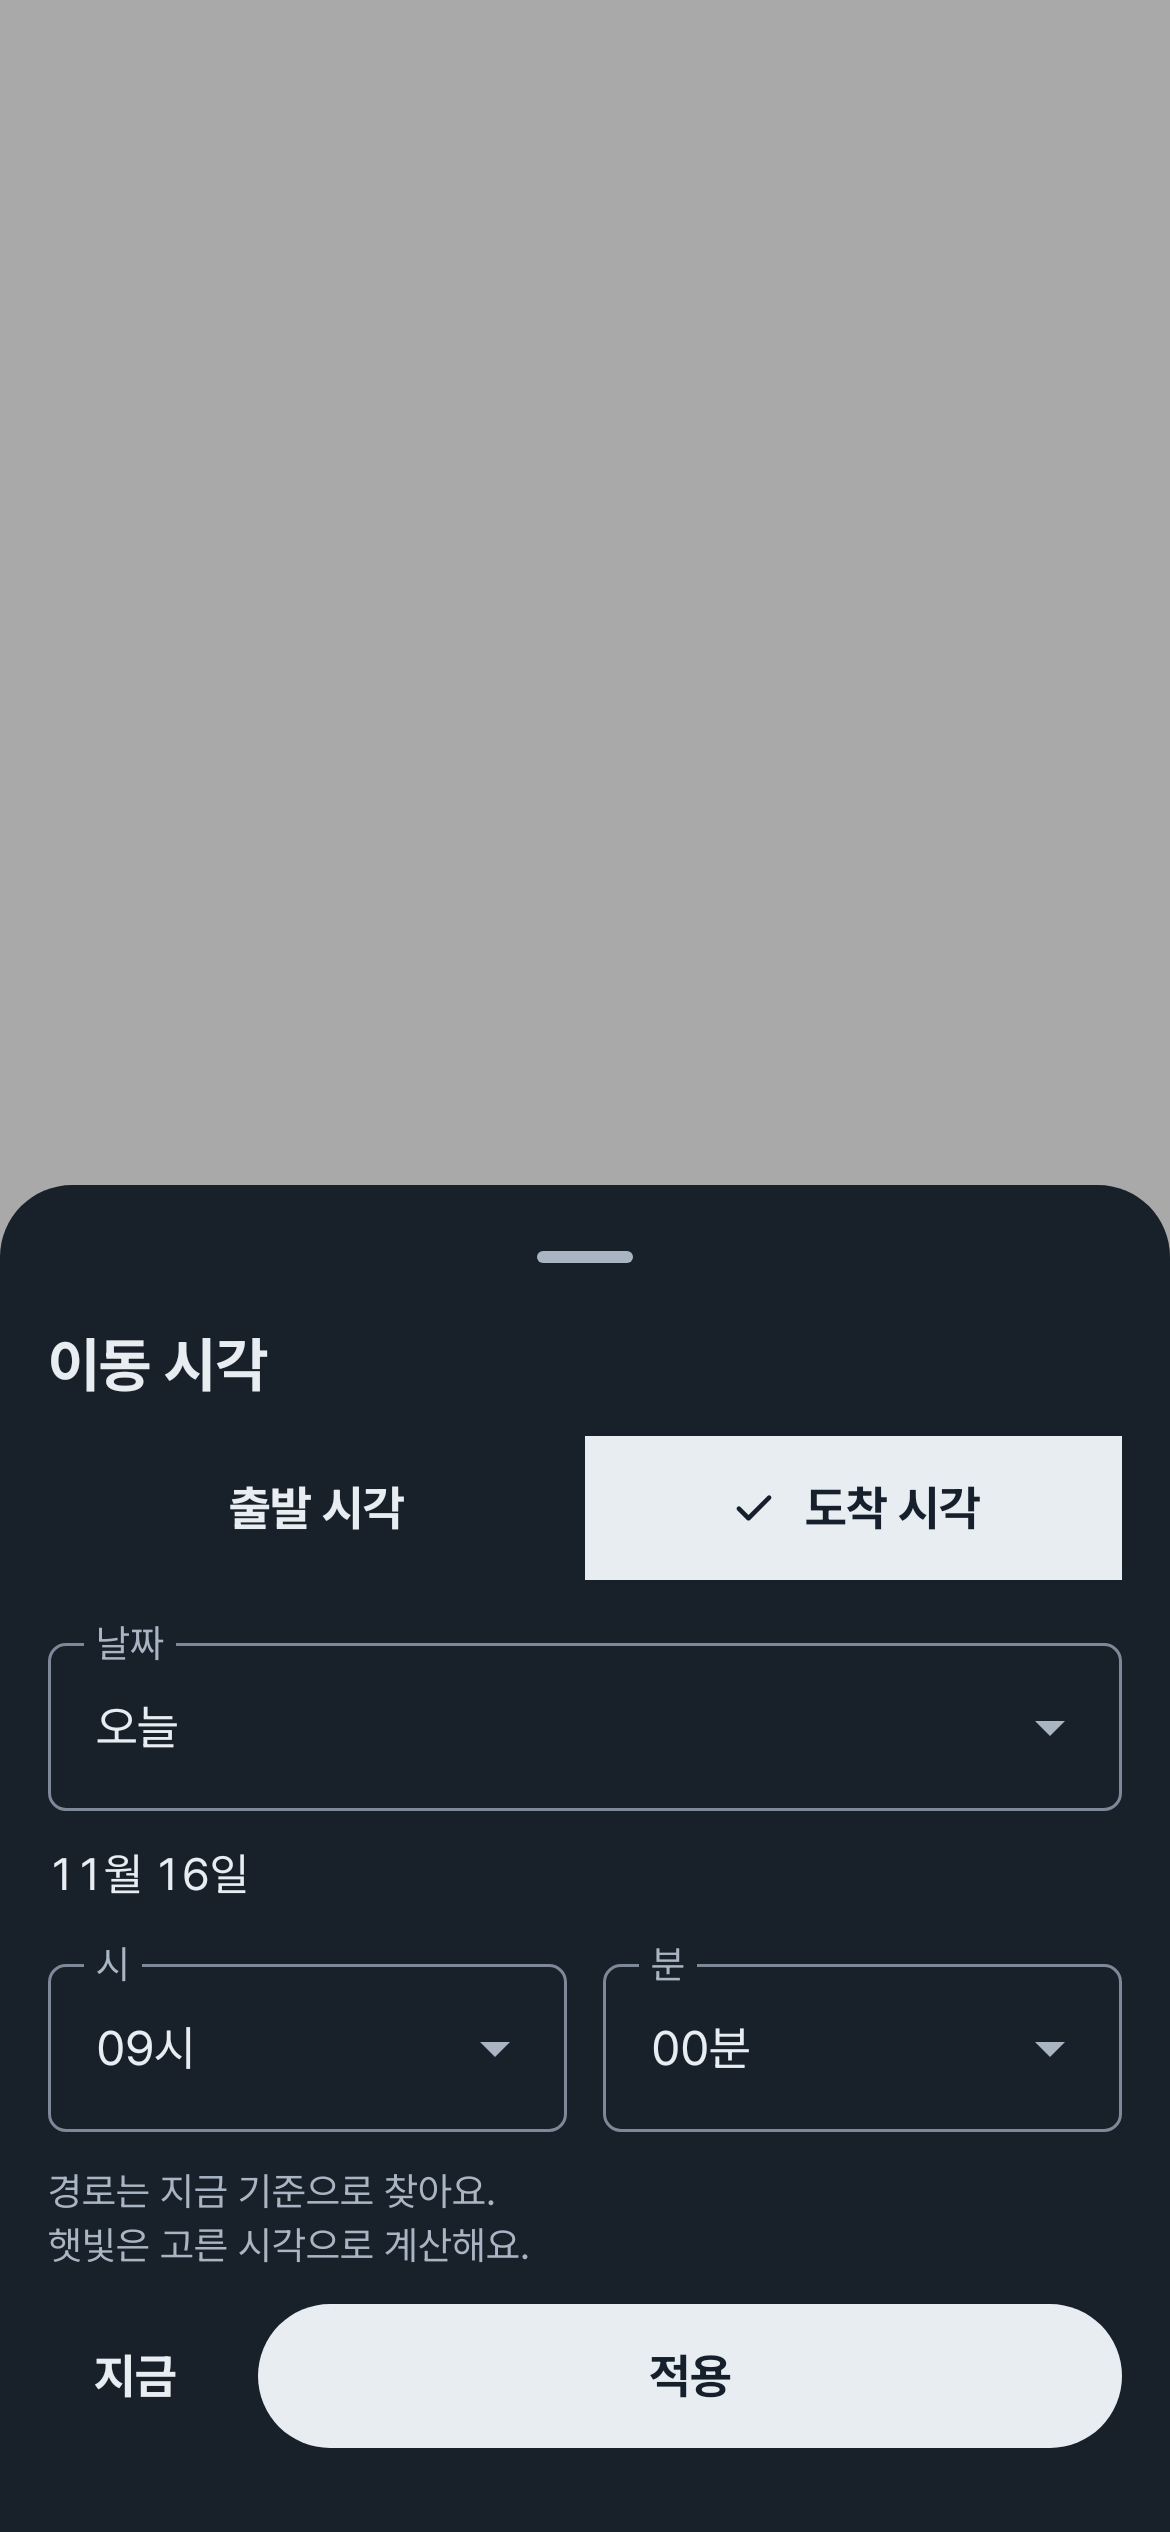 이동 시각
출발 시각
도착 시각
날짜
오늘
11월 16일
시
분
09시
00분
경로는 지금 기준으로 찾아요.
햇빛은 고른 시각으로 계산해요.
지금
적용